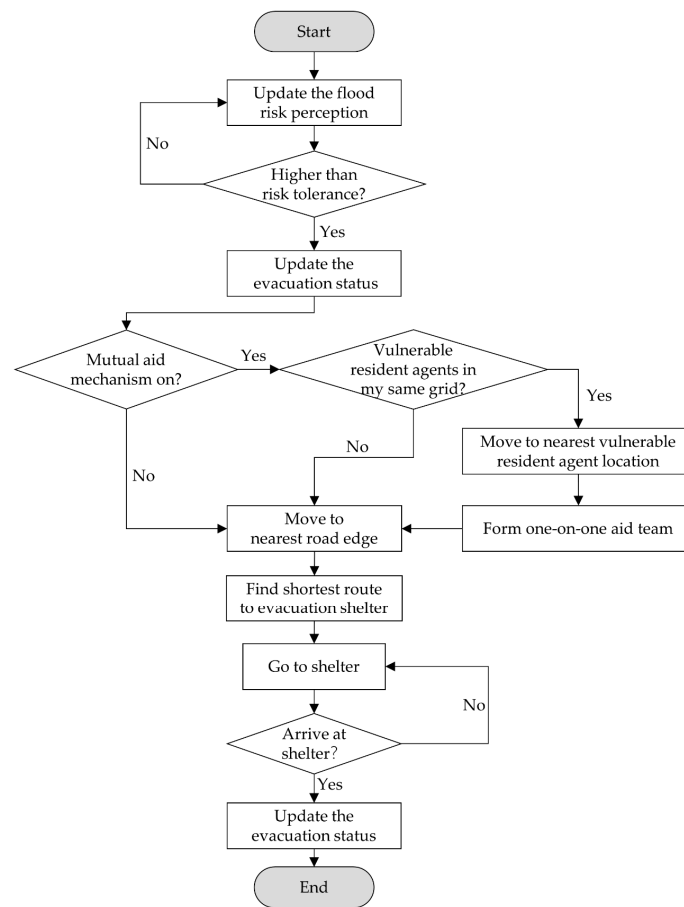 Start
Update the flood
risk perception
No
Higher than
risk tolerance?
Yes
Update the
evacuation status
Mutual aid
mechanism on?
Yes
Vulnerable
resident agents in
my same grid?
Yes
No
No
Move to nearest vulnerable
resident agent location
Move to
nearest road edge
Form one-on-one aid team
Find shortest route
to evacuation shelter
Go to shelter
No
Arrive at
shelter?
Yes
Update the
evacuation status
End